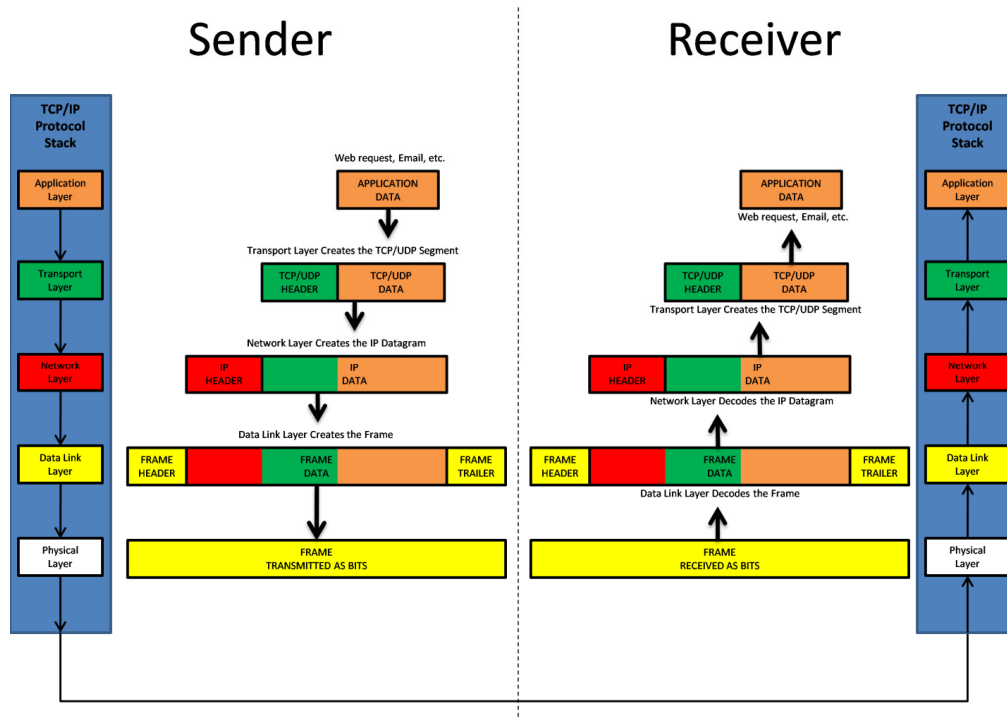 Sender
TCP/IP
Protocol
Stack
Application
Layer
Transport
Layer
Network
Layer
Data Link
Layer
Physical
Layer
Web request, Email, etc.
APPLICATION
DATA
Transport Layer Creates the TCP/UDP Segment
TCP/UDP
HEADER
TCP/UDP
DATA
Network Layer Creates the IP Datagram
IP
HEADER
IP
DATA
Data Link Layer Creates the Frame
FRAME
HEADER
FRAME
DATA
FRAME
TRAILER
FRAME
TRANSMITTED AS BITS
Receiver
APPLICATION
DATA
Web request, Email, etc.
TCP/UDP
HEADER
TCP/UDP
DATA
Transport Layer Creates the TCP/UDP Segment
IP
HEADER
IP
DATA
Network Layer Decodes the IP Datagram
FRAME
HEADER
FRAME
DATA
FRAME
TRAILER
Data Link Layer Decodes the Frame
FRAME
RECEIVED AS BITS
TCP/IP
Protocol
Stack
Application
Layer
Transport
Layer
Network
Layer
Data Link
Layer
Physical
Layer